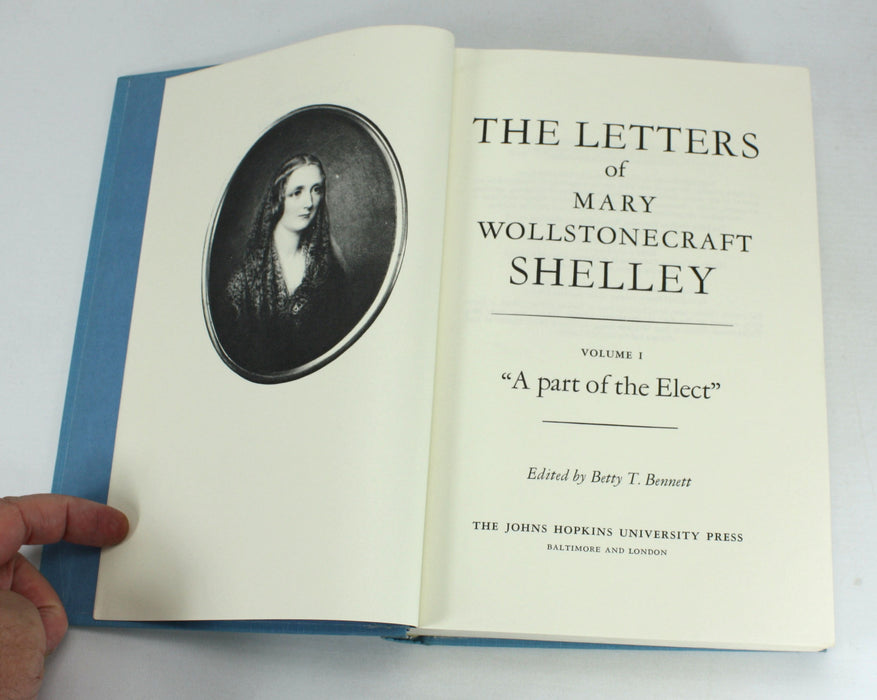 THE LETTERS
of
MARY
WOLLSTONECRAFT
SHELLEY
VOLUME I
“A part of the Elect”
Edited by Betty T. Bennett
THE JOHNS HOPKINS UNIVERSITY PRESS
BALTIMORE AND LONDON